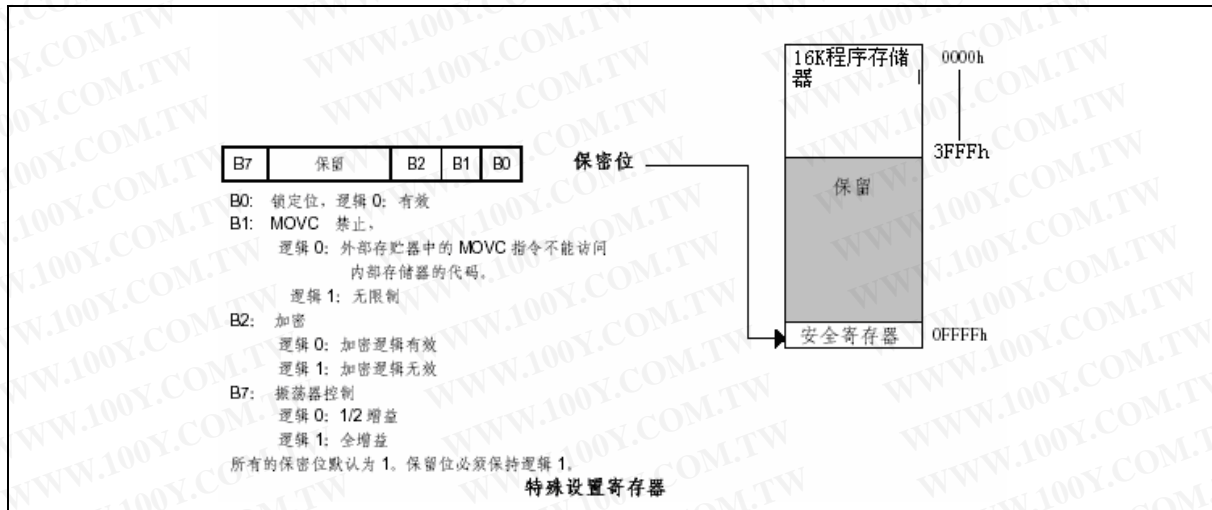 16K程序存储器
0000h
3FFFh
保留
安全寄存器
0FFFFh
B7 保留 B2 B1 B0
保密位
B0: 锁定位，逻辑 0：有效
B1: MOVC 禁止，
逻辑 0：外部存贮器中的 MOVC 指令不能访问
内部存储器的代码。
逻辑 1：无限制
B2: 加密
逻辑 0：加密逻辑有效
逻辑 1：加密逻辑无效
B7: 振荡器控制
逻辑 0：1/2 增益
逻辑 1：全增益
所有的保密位默认为 1。保留位必须保持逻辑 1。
特殊设置寄存器
WWW.100Y.COM.TW